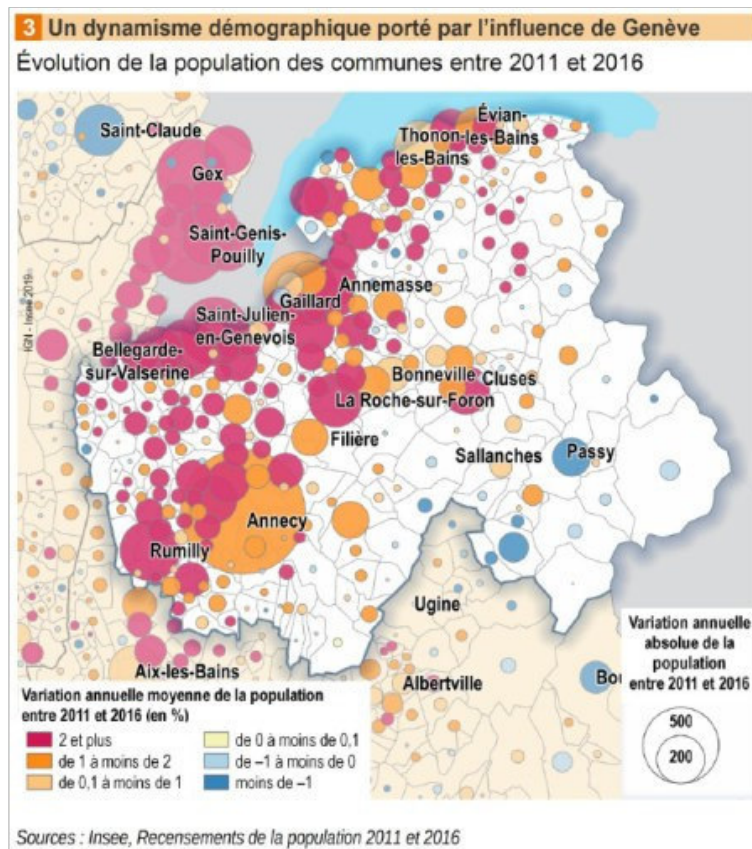 3 Un dynamisme démographique porté par l'influence de Genève
Évolution de la population des communes entre 2011 et 2016
Saint-Claude
Évian-
les-Bains
Thonon-
les-Bains
Gex
Saint-Genis-
Pouilly
Annemasse
Gaillard
Saint-Julien-
en-Genevois
Bellegarde-
sur-Valserine
Bonneville
Cluses
La Roche-sur-Foron
Filière
Sallanches
Passy
Annecy
Rumilly
Ugine
Aix-les-Bains
Albertville
Bou
IGN - Insee 2019
Variation annuelle
absolue de la
population
entre 2011 et 2016
500
200
Variation annuelle moyenne de la population
entre 2011 et 2016 (en %)
2 et plus
de 1 à moins de 2
de 0,1 à moins de 1
de 0 à moins de 0,1
de –1 à moins de 0
moins de –1
Sources : Insee, Recensements de la population 2011 et 2016